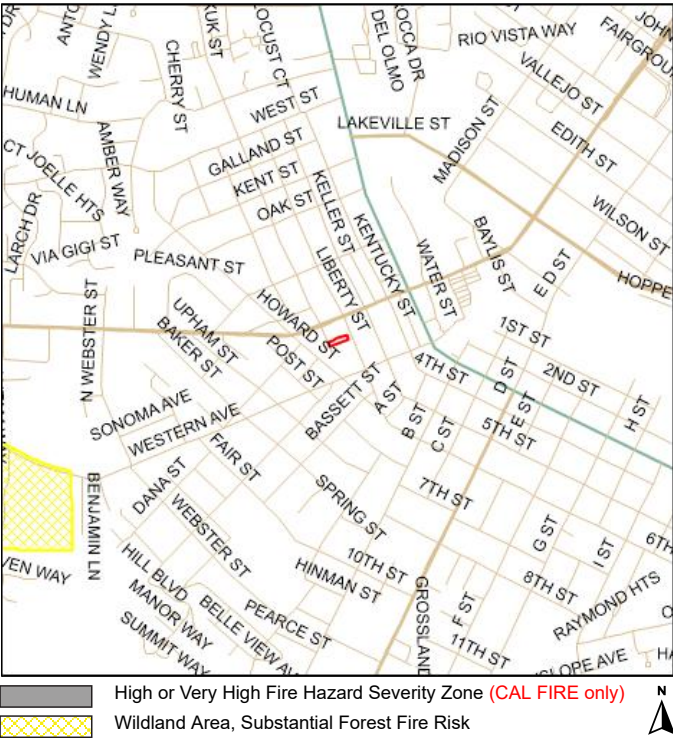 ANTO
WENDY L
CHERRY ST
KUK ST
LOCUST CT
DEL OLMO
ROCCA DR
RIO VISTA WAY
VALLEJO ST
JOHN
FAIRGROU
HUMAN LN
WEST ST
LAKEVILLE ST
MADISON ST
EDITH ST
CT JOELLE HTS
AMBER WAY
GALLAND ST
KENT ST
OAK ST
KELLER ST
KENTUCKY ST
WILSON ST
LARCH DR
VIA GIGI ST
PLEASANT ST
LIBERTY ST
WATER ST
BAYLIS ST
E D ST
HOPPE
N WEBSTER ST
UPHAM ST
BAKER ST
HOWARD ST
POST ST
1ST ST
2ND ST
4TH ST
D ST
E ST
H ST
SONOMA AVE
WESTERN AVE
BASSETT ST
A ST
B ST
C ST
5TH ST
FAIR ST
DANA ST
WEBSTER ST
BENJAMIN LN
SPRING ST
7TH ST
G ST
I ST
6TH
VEN WAY
HILL BLVD
MANOR WAY
SUMMIT WAY
BELLE VIEW AV
PEARCE ST
HINMAN ST
10TH ST
GROSSLAND
F ST
8TH ST
11TH ST
RAYMOND HTS
SLOPE AVE
HA
High or Very High Fire Hazard Severity Zone (CAL FIRE only)
N
Wildland Area, Substantial Forest Fire Risk